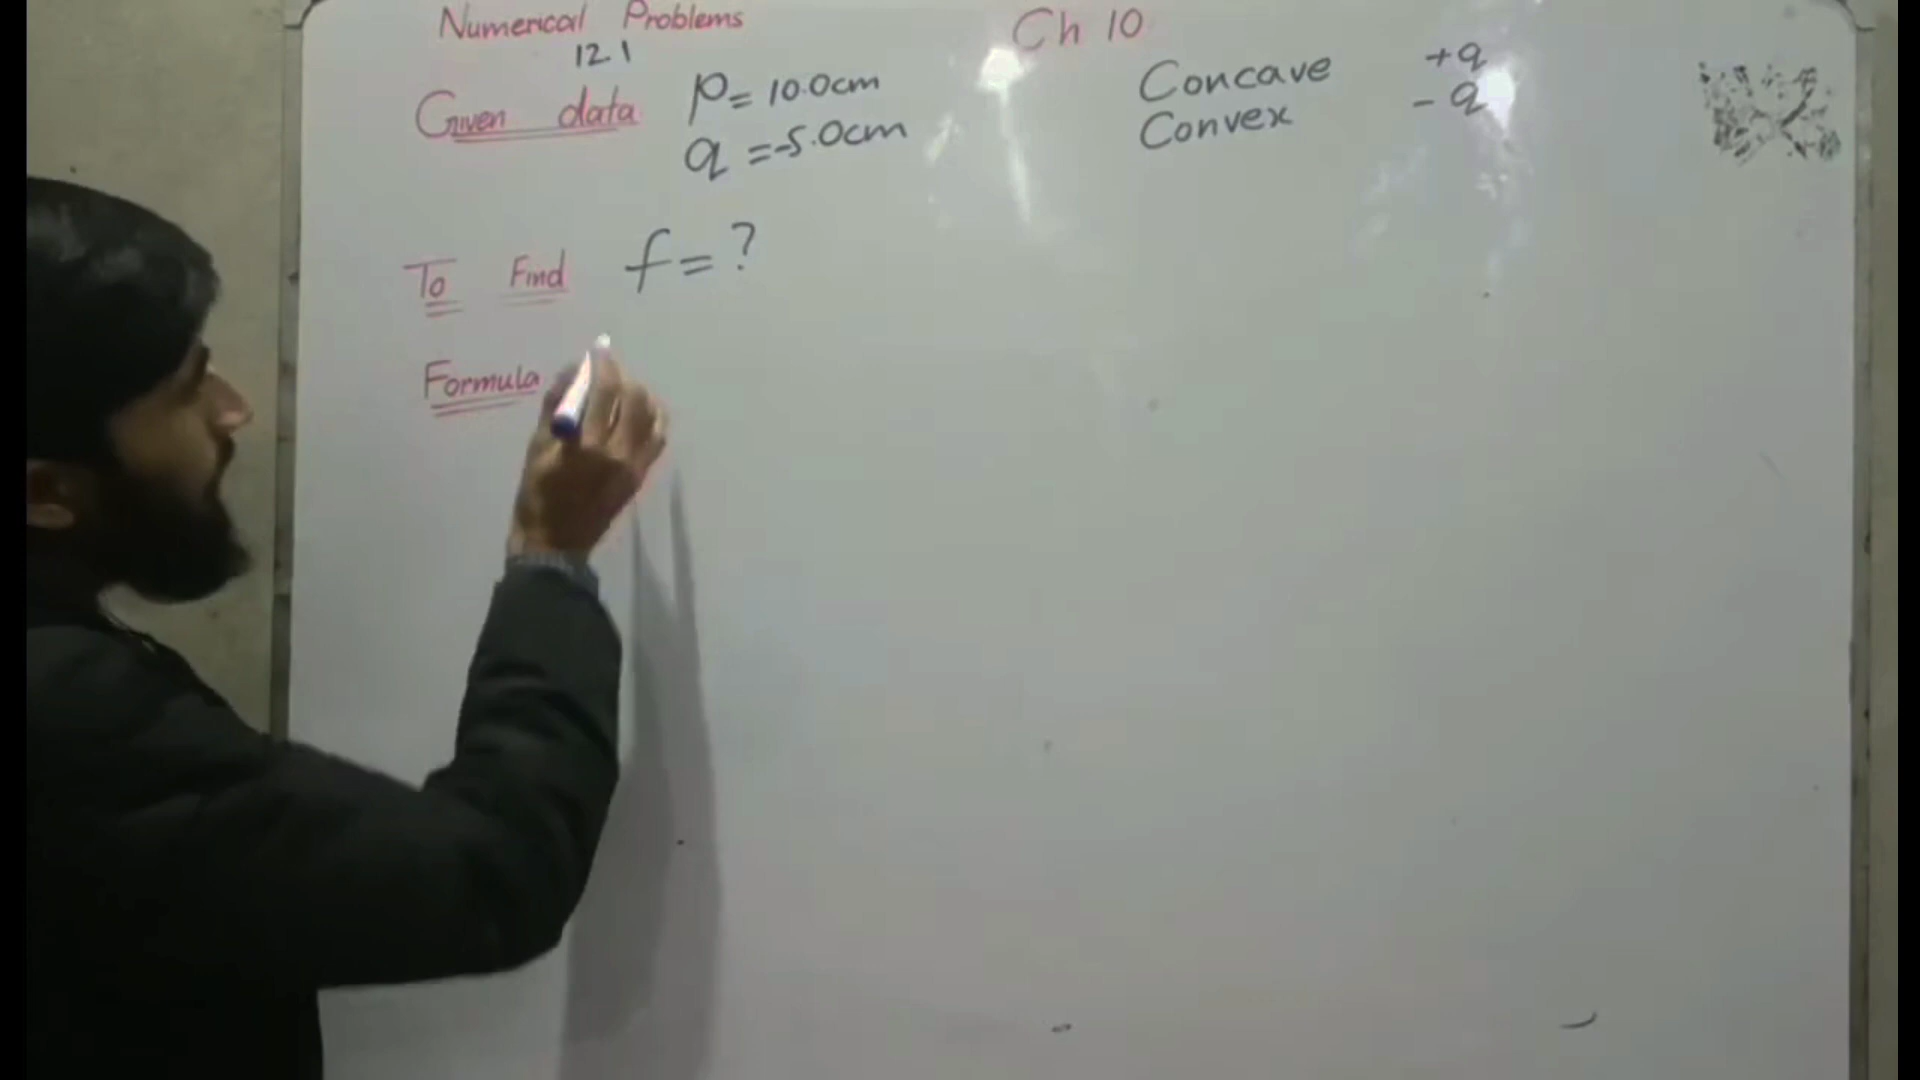 Numerical Problems
Ch 10
12.1
Given data p = 10.0cm
q = -5.0cm
Concave +q
Convex -q
To Find f = ?
Formula